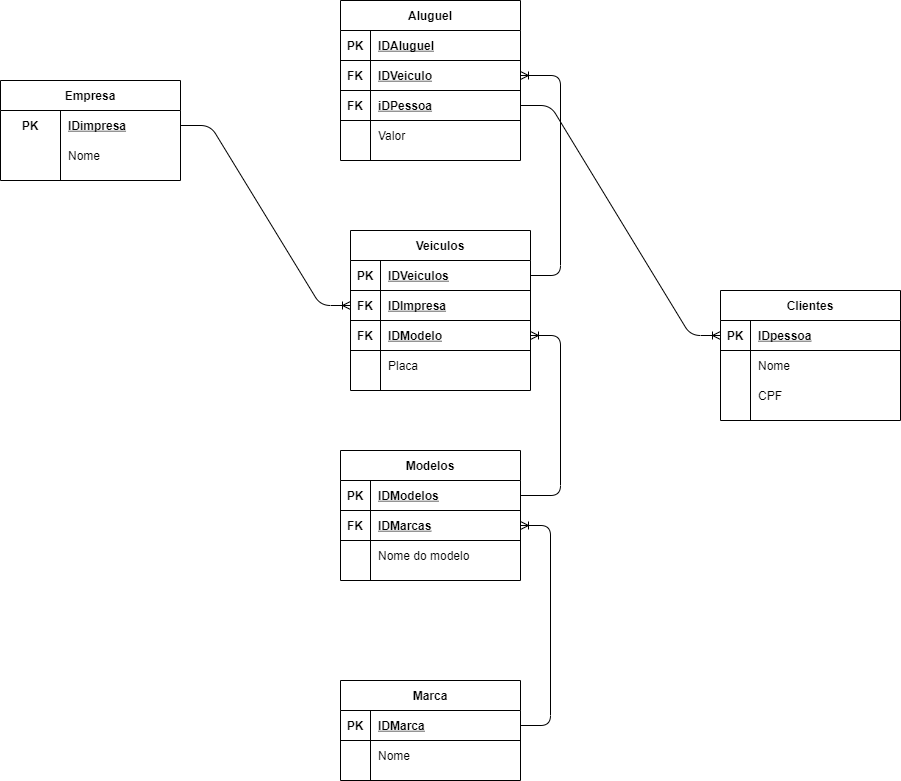 Aluguel
PK IDAluguel
FK IDVeiculo
FK iDPessoa
Valor
Empresa
PK IDimpresa
Nome
Veiculos
PK IDVeiculos
FK IDImpresa
FK IDModelo
Placa
Clientes
PK IDpessoa
Nome
CPF
Modelos
PK IDModelos
FK IDMarcas
Nome do modelo
Marca
PK IDMarca
Nome